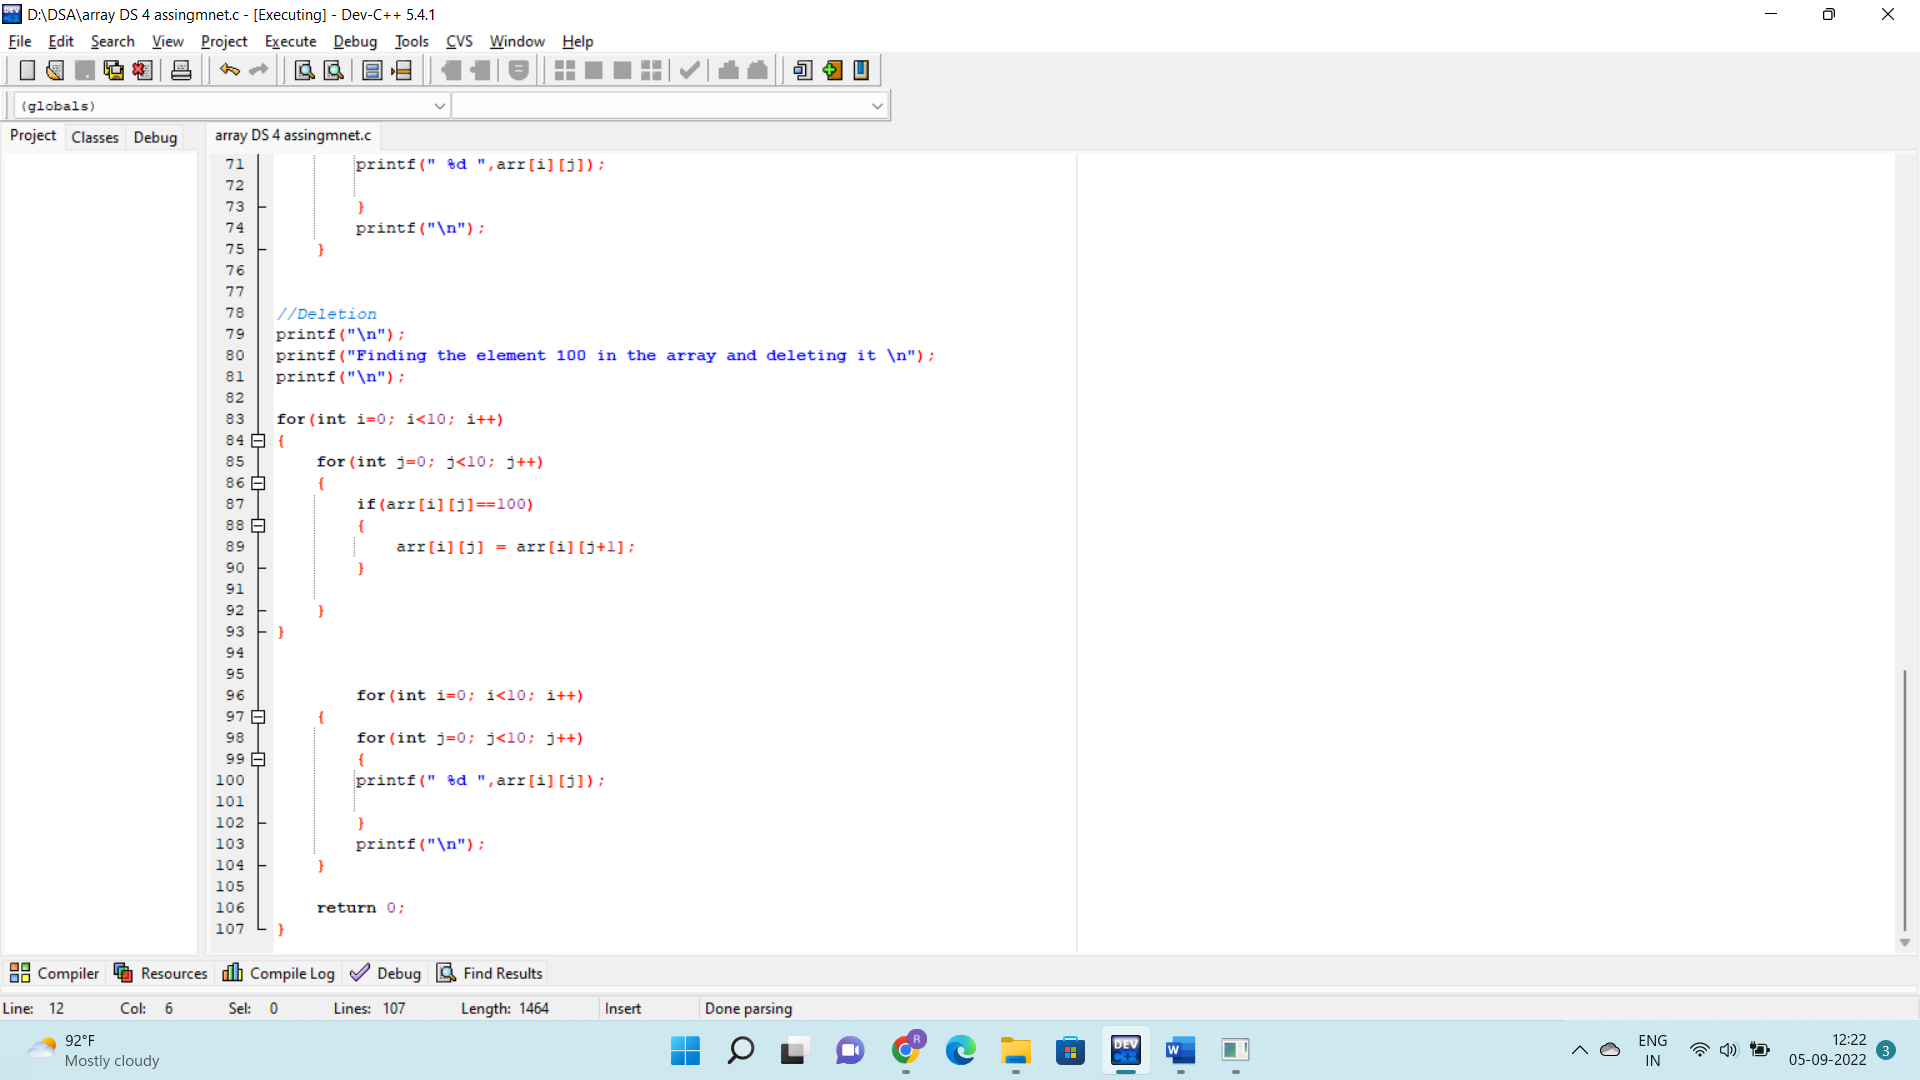 D:\DSA\array DS 4 assingmnet.c - [Executing] - Dev-C++ 5.4.1
File Edit Search View Project Execute Debug Tools CVS Window Help
(globals)
Project Classes Debug array DS 4 assingmnet.c
71 printf(" %d ",arr[i][j]);
72
73 }
74 printf("\n");
75 }
76
77
78 //Deletion
79 printf("\n");
80 printf("Finding the element 100 in the array and deleting it \n");
81 printf("\n");
82
83 for(int i=0; i<10; i++)
84 {
85 for(int j=0; j<10; j++)
86 {
87 if(arr[i][j]==100)
88 {
89 arr[i][j] = arr[i][j+1];
90 }
91
92 }
93 }
94
95
96 for(int i=0; i<10; i++)
97 {
98 for(int j=0; j<10; j++)
99 {
100 printf(" %d ",arr[i][j]);
101
102 }
103 printf("\n");
104 }
105
106 return 0;
107 }
Compiler Resources Compile Log Debug Find Results
Line: 12 Col: 6 Sel: 0 Lines: 107 Length: 1464 Insert Done parsing
92°F
Mostly cloudy
R
DEV
C++
W
ENG
IN
12:22
05-09-2022
3